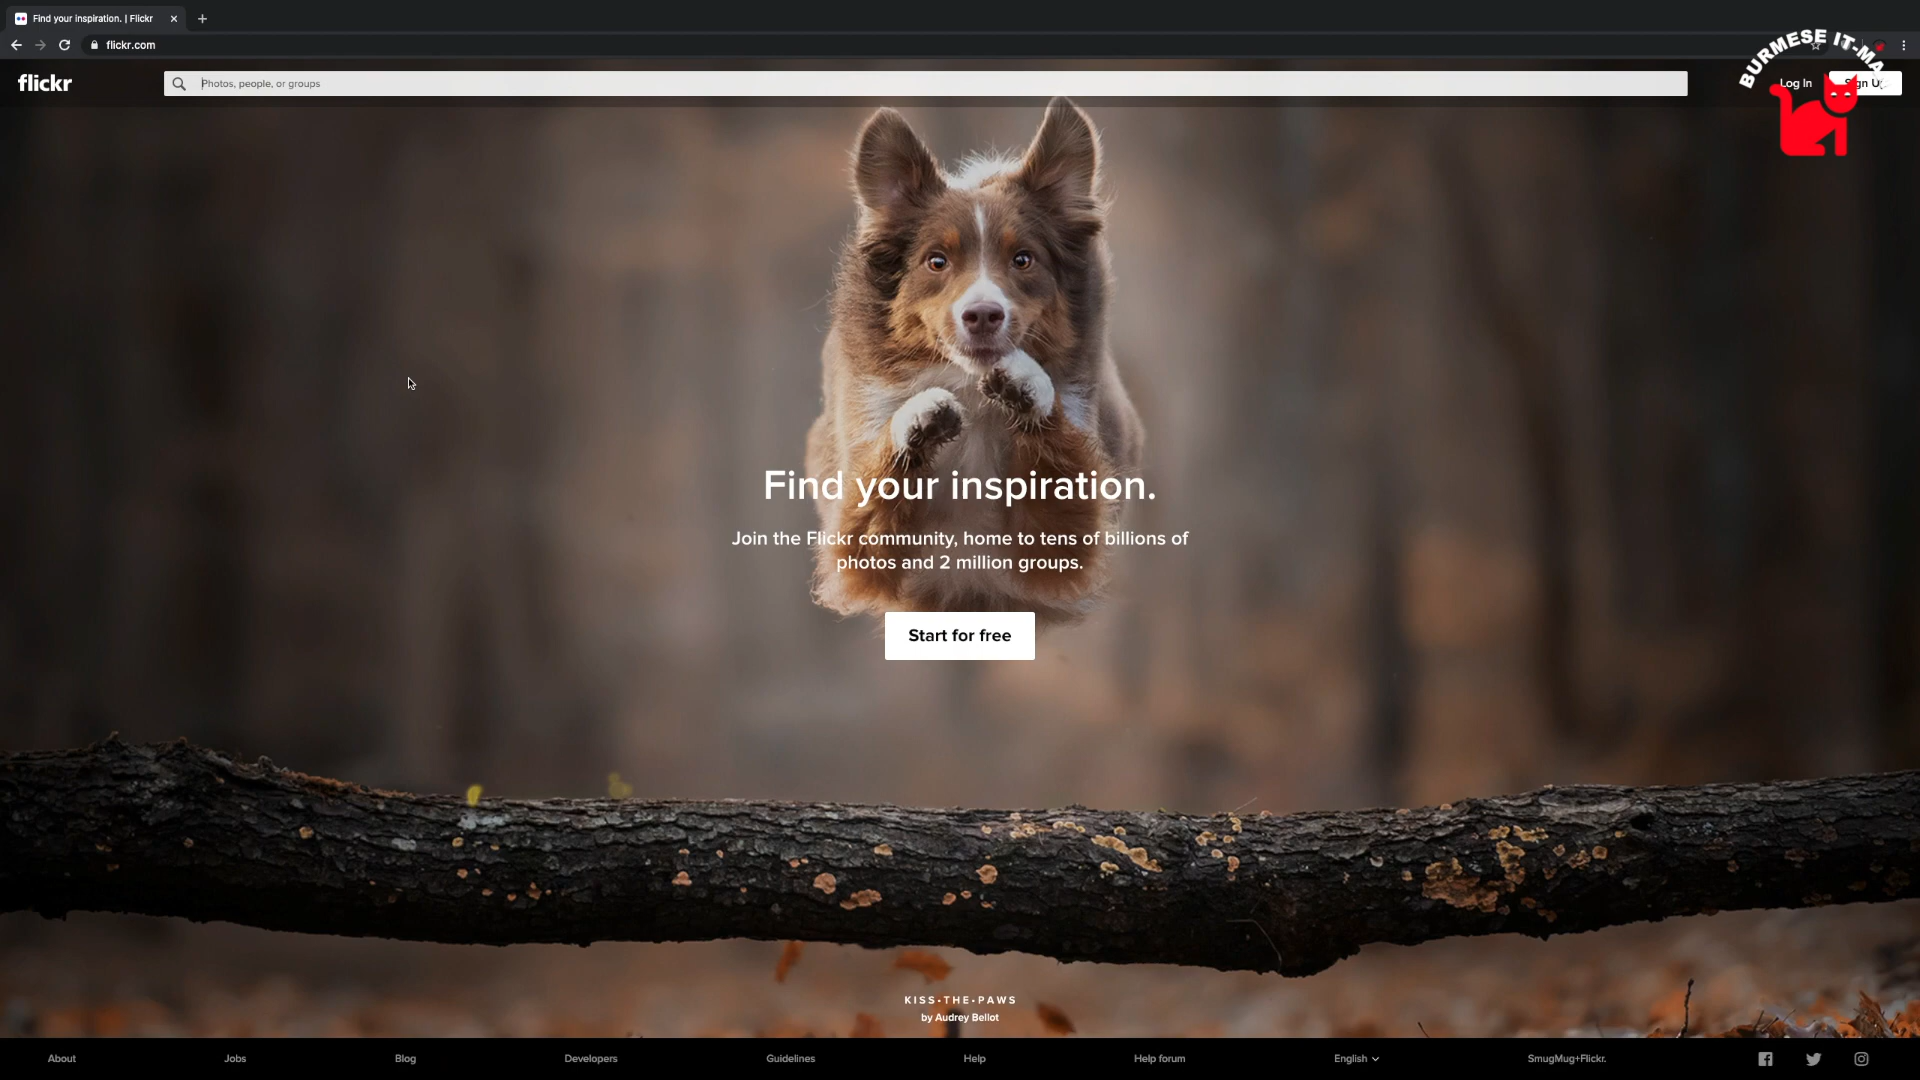 Find your inspiration. | Flickr
flickr.com
BURMESE IT-MA
flickr
Photos, people, or groups
Log In
Find your inspiration.
Join the Flickr community, home to tens of billions of
photos and 2 million groups.
Start for free
KISS•THE•PAWS
by Audrey Bellot
About
Jobs
Blog
Developers
Guidelines
Help
Help forum
English
SmugMug+Flickr.